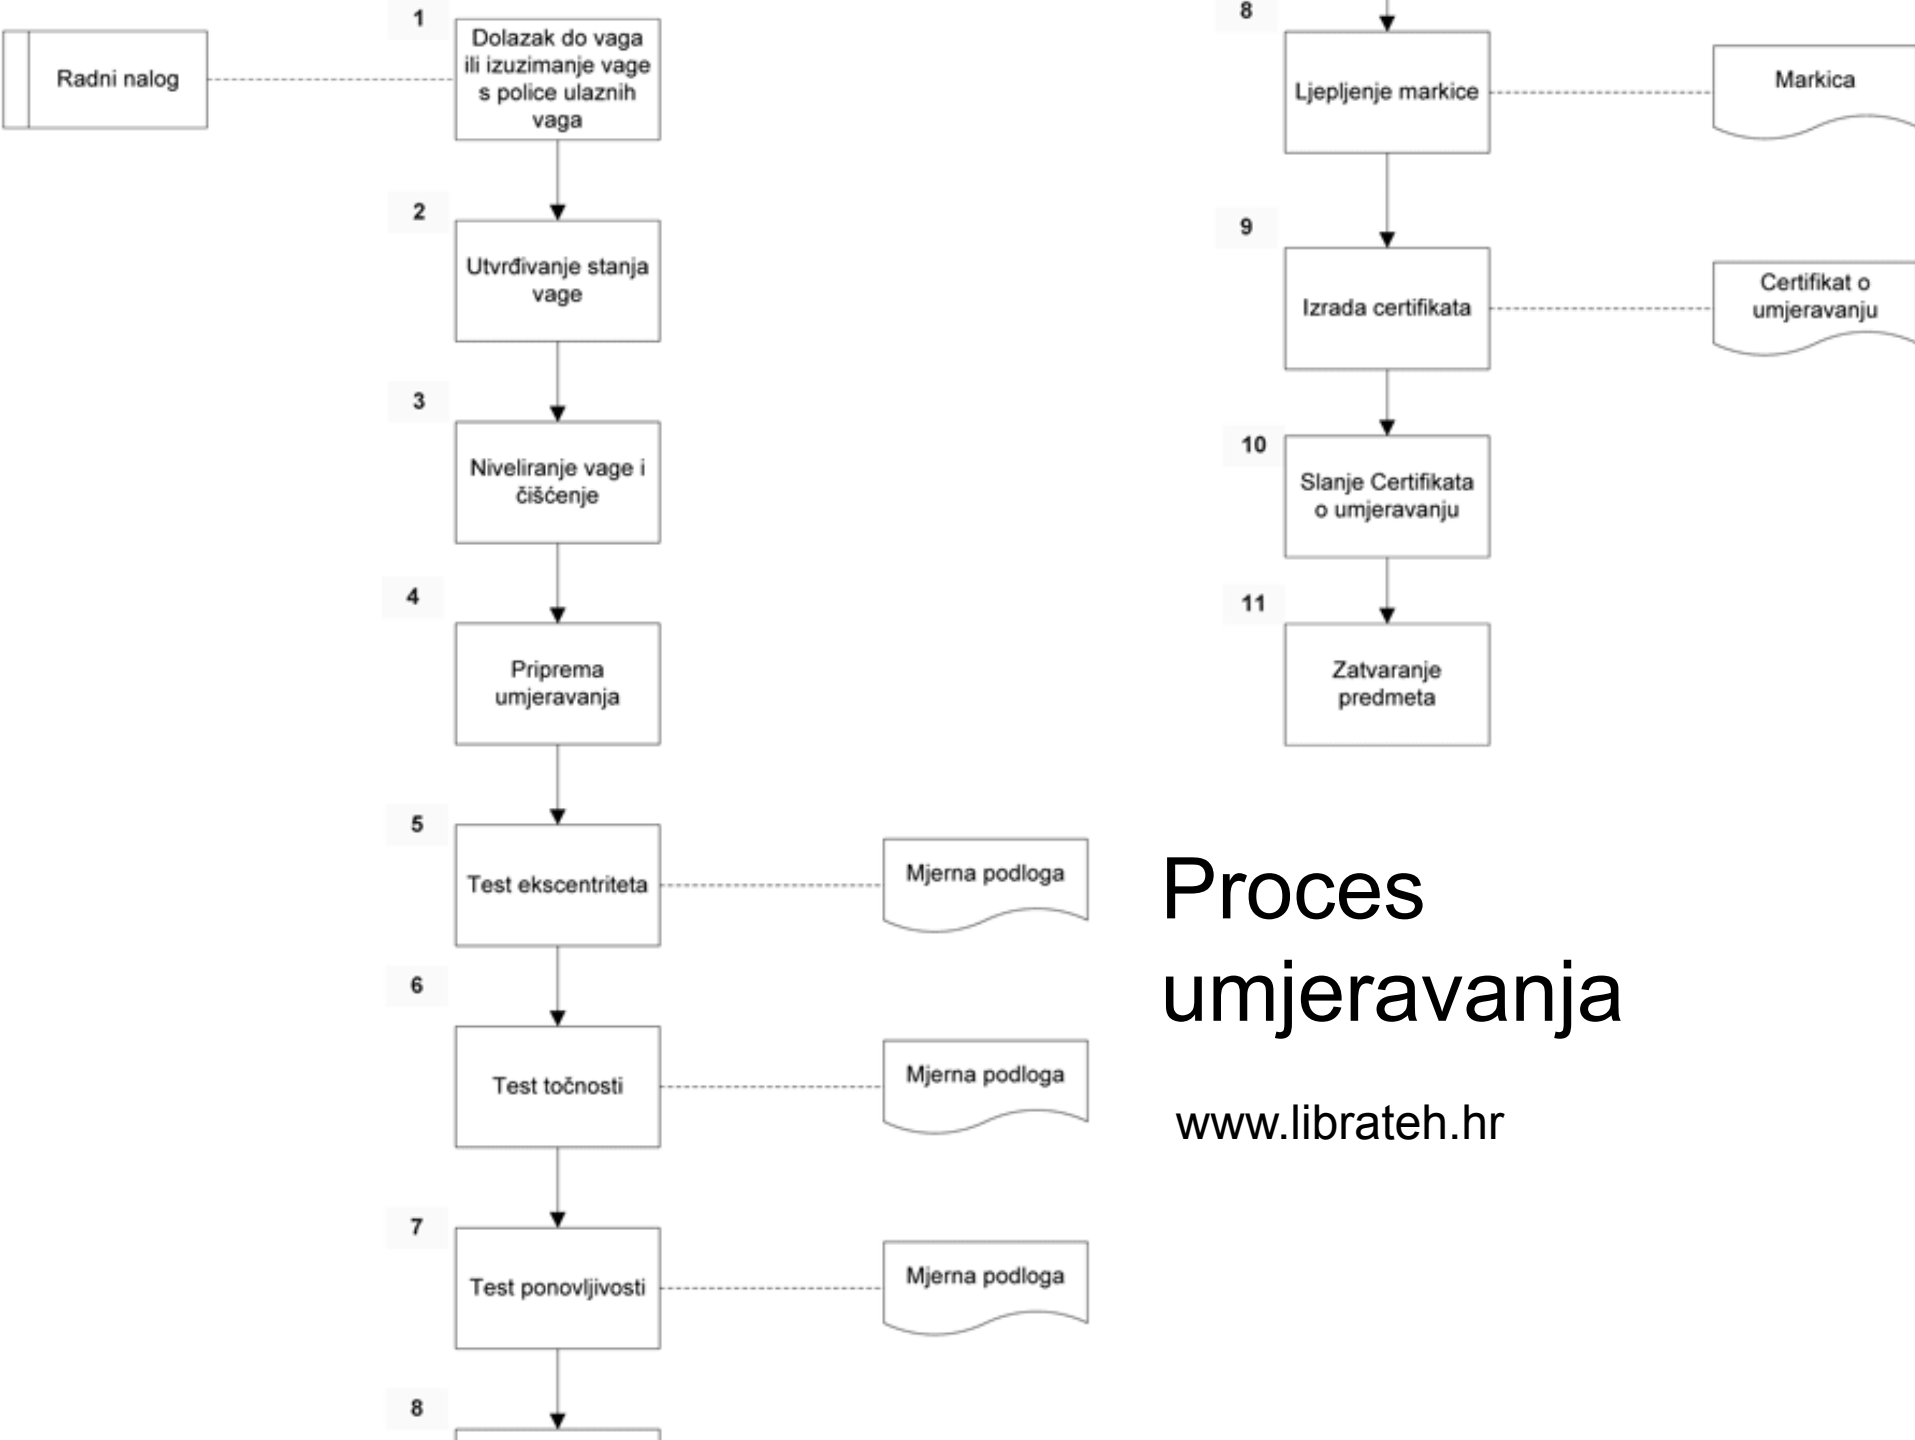 1
Radni nalog
Dolazak do vaga
ili izuzimanje vage
s police ulaznih
vaga
2
Utvrđivanje stanja
vage
3
Niveliranje vage i
čišćenje
4
Priprema
umjeravanja
5
Test ekscentriteta
Mjerna podloga
6
Test točnosti
Mjerna podloga
7
Test ponovljivosti
Mjerna podloga
8
8
Ljepljenje markice
Markica
9
Izrada certifikata
Certifikat o
umjeravanju
10
Slanje Certifikata
o umjeravanju
11
Zatvaranje
predmeta
Proces
umjeravanja
www.librateh.hr